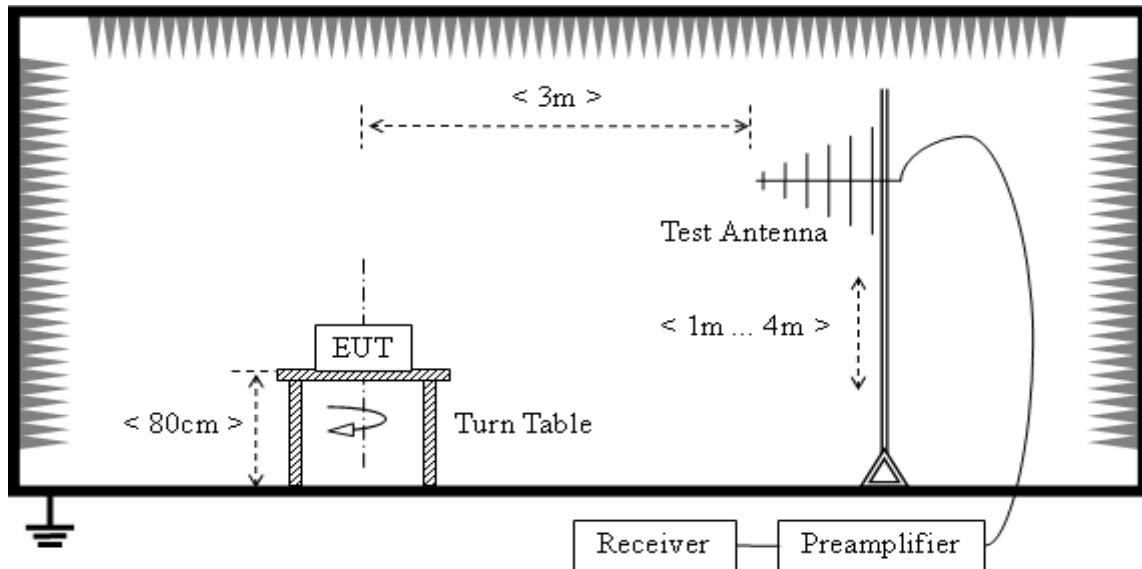 < 3m >
Test Antenna
< 1m ... 4m >
EUT
< 80cm >
Turn Table
Receiver
Preamplifier